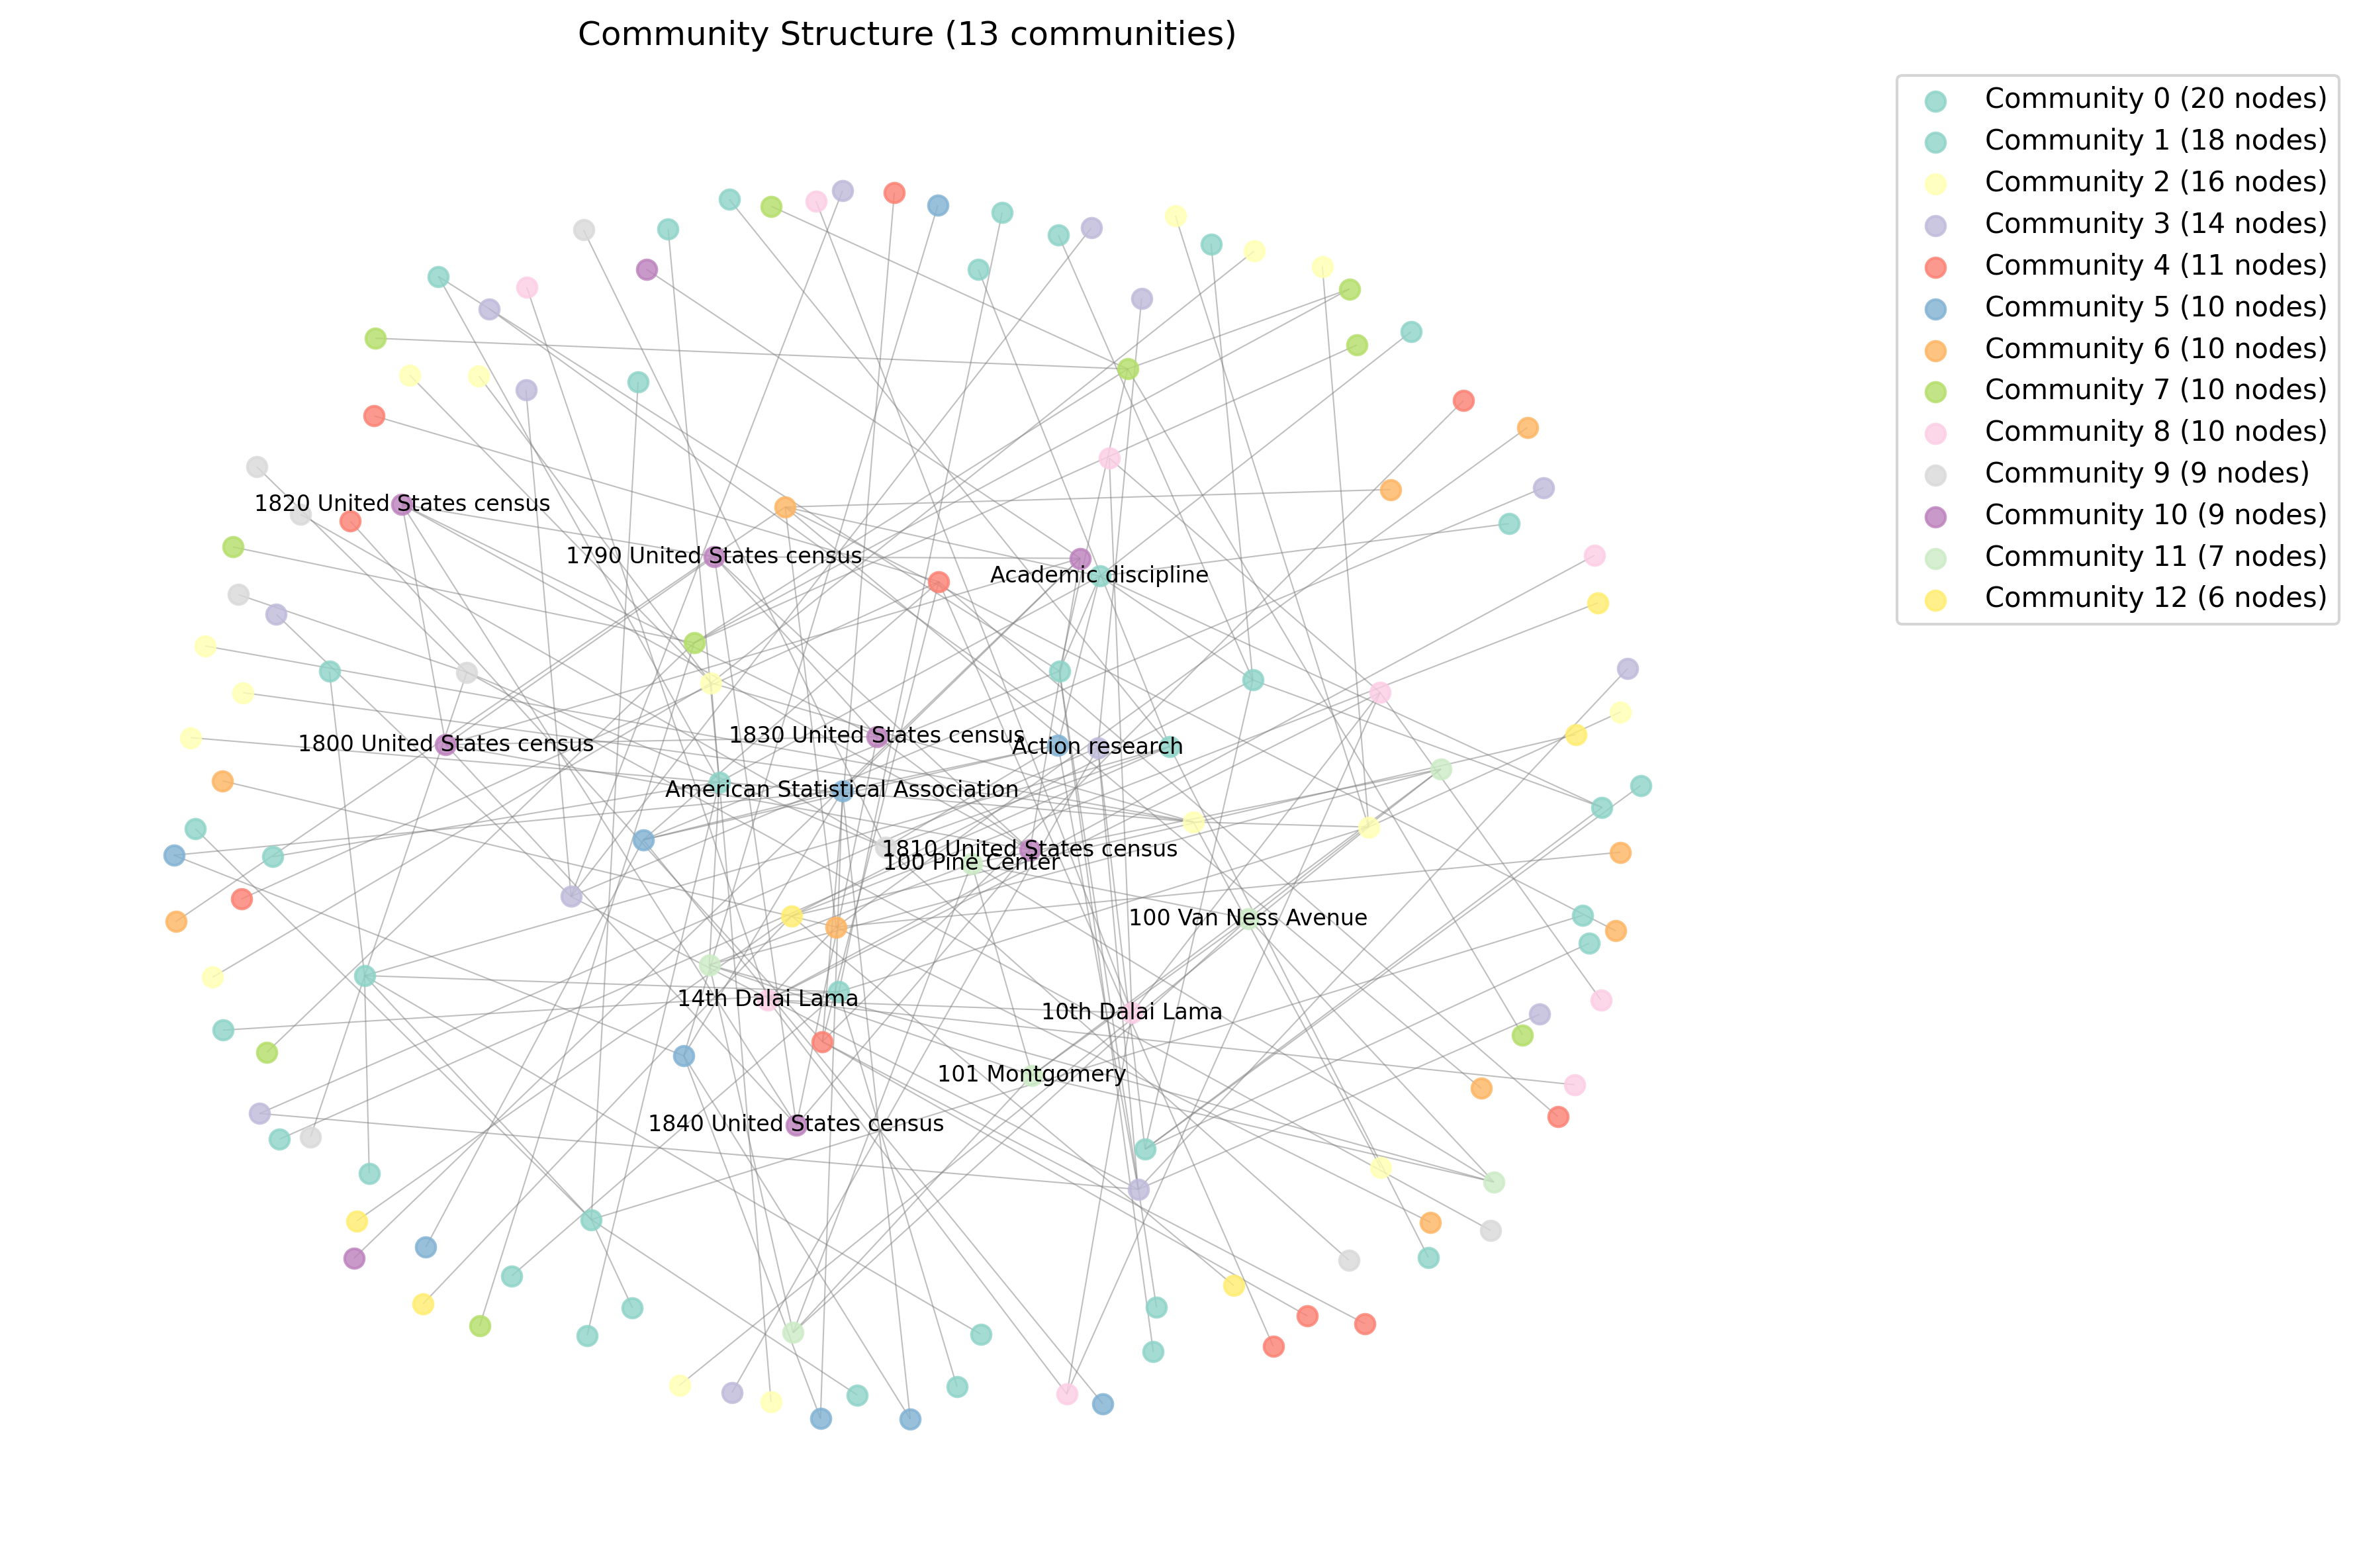 Community Structure (13 communities)
Community 0 (20 nodes)
Community 1 (18 nodes)
Community 2 (16 nodes)
Community 3 (14 nodes)
Community 4 (11 nodes)
Community 5 (10 nodes)
Community 6 (10 nodes)
Community 7 (10 nodes)
Community 8 (10 nodes)
Community 9 (9 nodes)
Community 10 (9 nodes)
Community 11 (7 nodes)
Community 12 (6 nodes)
1820 United States census
1790 United States census
Academic discipline
1800 United States census
1830 United States census
Action research
American Statistical Association
1810 United States census
100 Pine Center
100 Van Ness Avenue
14th Dalai Lama
10th Dalai Lama
101 Montgomery
1840 United States census